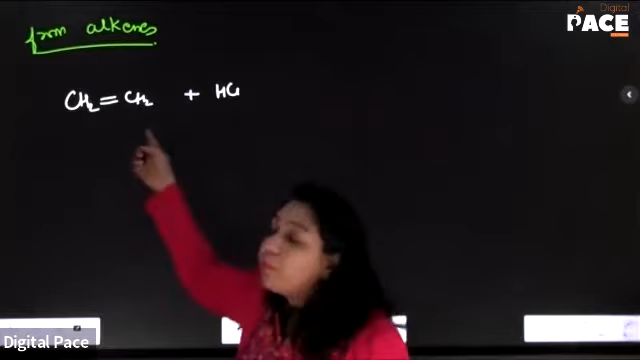 Digital
PACE
from alkenes
CH2=CH2 + HCl
Digital Pace